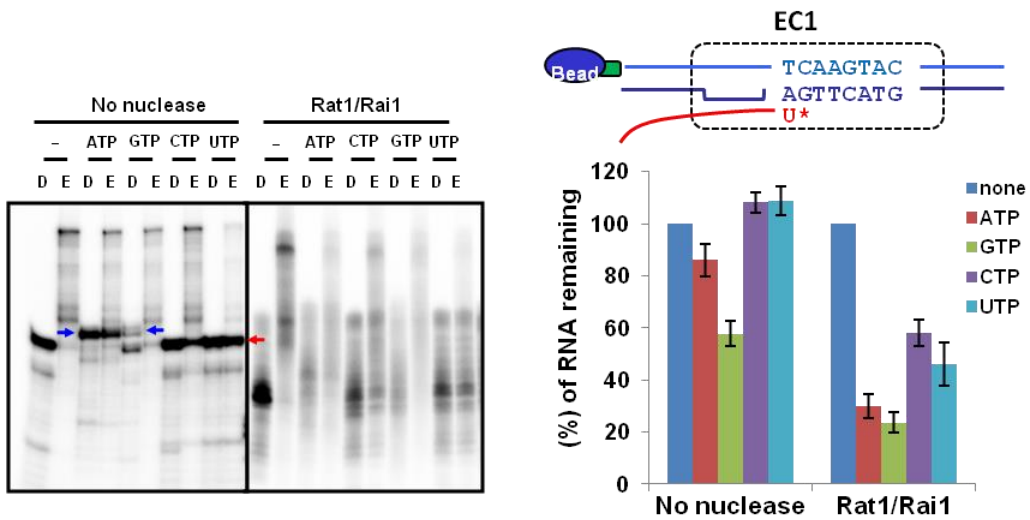 No nuclease
Rat1/Rai1
– ATP GTP CTP UTP
– ATP CTP GTP UTP
D E D E D E D E D E
D E D E D E D E D E
EC1
Bead
TCAAGTAC
AGTTCATG
U*
(%) of RNA remaining
120
100
80
60
40
20
0
No nuclease
Rat1/Rai1
none
ATP
GTP
CTP
UTP